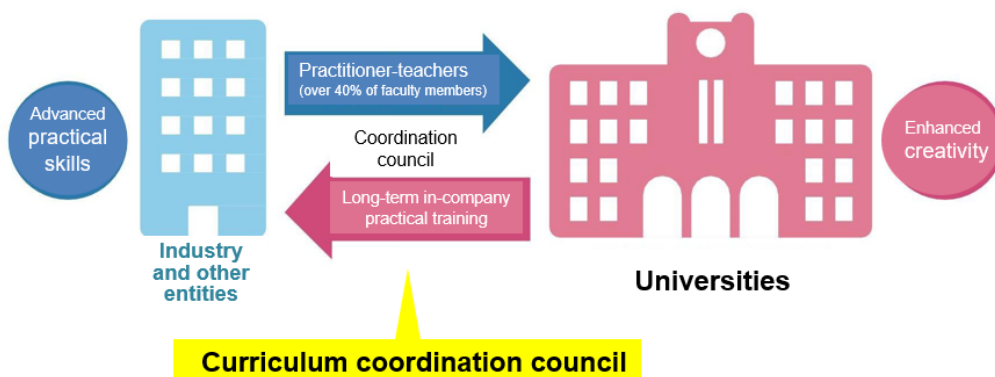 Advanced
practical
skills
Industry
and other
entities
Practitioner-teachers
(over 40% of faculty members)
Coordination
council
Long-term in-company
practical training
Universities
Enhanced
creativity
Curriculum coordination council